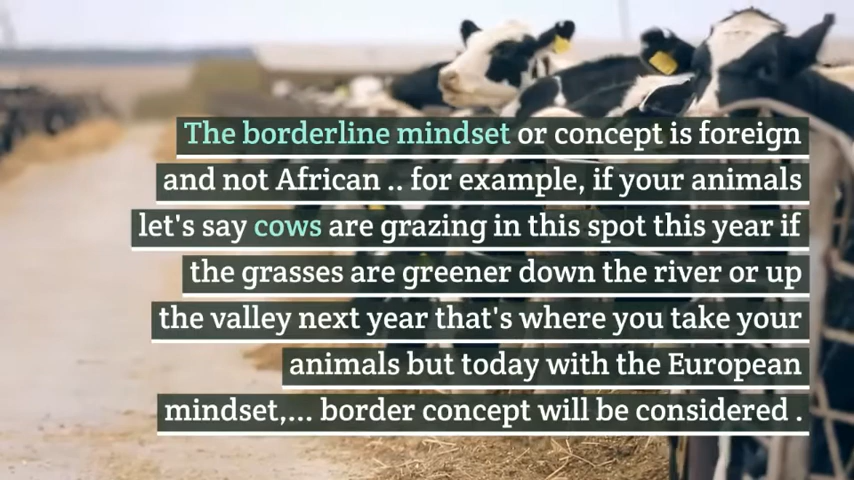 The borderline mindset or concept is foreign
and not African .. for example, if your animals
let's say cows are grazing in this spot this year if
the grasses are greener down the river or up
the valley next year that's where you take your
animals but today with the European
mindset,... border concept will be considered .